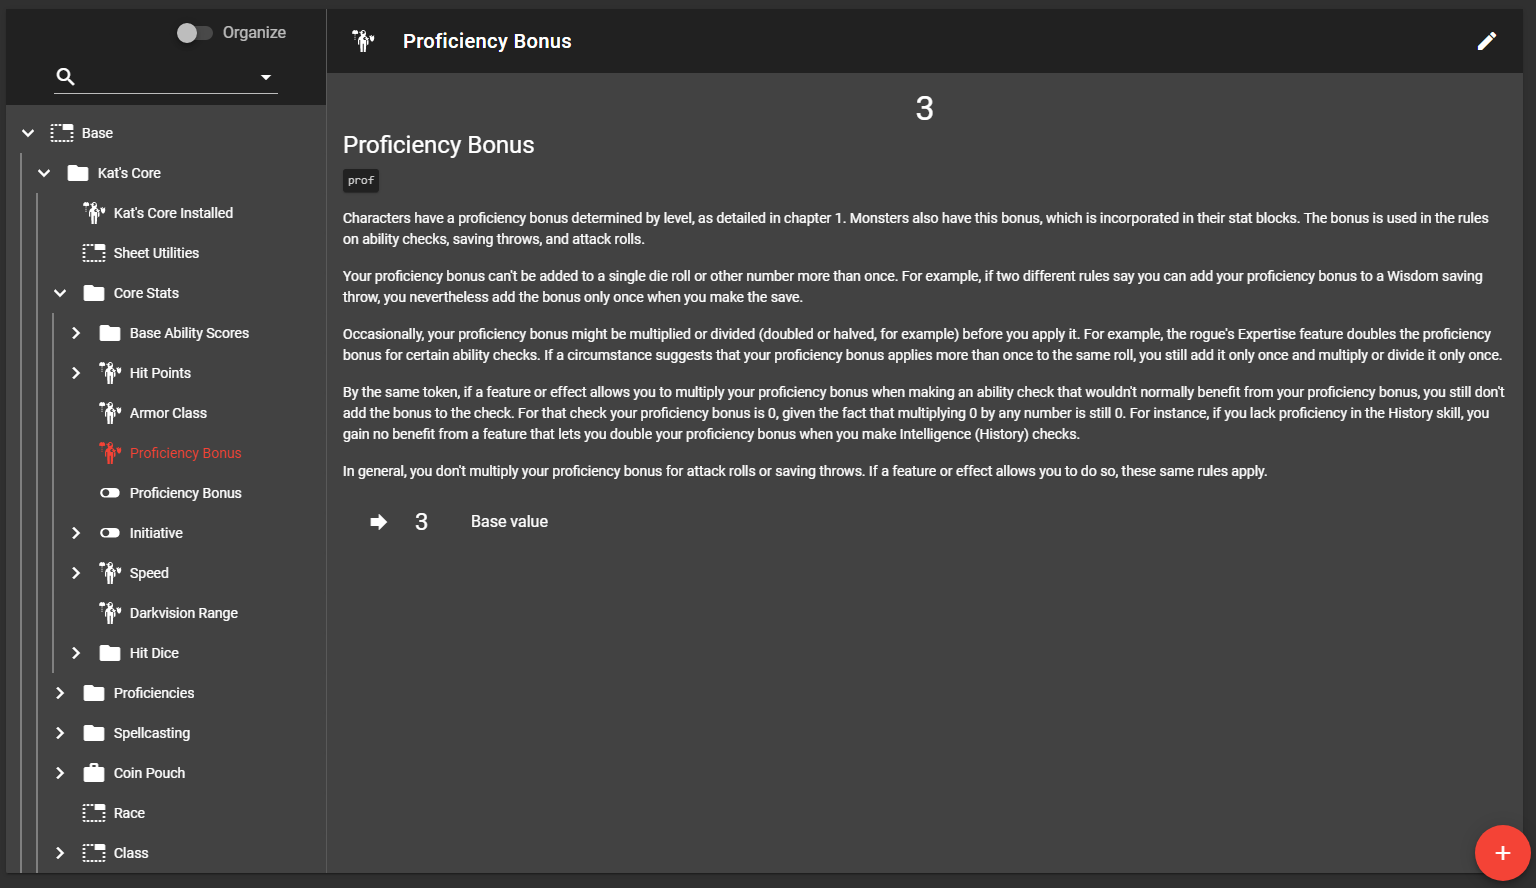 Organize
Proficiency Bonus
Base
Kat's Core
Kat's Core Installed
Sheet Utilities
Core Stats
Base Ability Scores
Hit Points
Armor Class
Proficiency Bonus
Proficiency Bonus
Initiative
Speed
Darkvision Range
Hit Dice
Proficiencies
Spellcasting
Coin Pouch
Race
Class
3
Proficiency Bonus
prof
Characters have a proficiency bonus determined by level, as detailed in chapter 1. Monsters also have this bonus, which is incorporated in their stat blocks. The bonus is used in the rules
on ability checks, saving throws, and attack rolls.
Your proficiency bonus can't be added to a single die roll or other number more than once. For example, if two different rules say you can add your proficiency bonus to a Wisdom saving
throw, you nevertheless add the bonus only once when you make the save.
Occasionally, your proficiency bonus might be multiplied or divided (doubled or halved, for example) before you apply it. For example, the rogue's Expertise feature doubles the proficiency
bonus for certain ability checks. If a circumstance suggests that your proficiency bonus applies more than once to the same roll, you still add it only once and multiply or divide it only once.
By the same token, if a feature or effect allows you to multiply your proficiency bonus when making an ability check that wouldn't normally benefit from your proficiency bonus, you still don't
add the bonus to the check. For that check your proficiency bonus is 0, given the fact that multiplying 0 by any number is still 0. For instance, if you lack proficiency in the History skill, you
gain no benefit from a feature that lets you double your proficiency bonus when you make Intelligence (History) checks.
In general, you don't multiply your proficiency bonus for attack rolls or saving throws. If a feature or effect allows you to do so, these same rules apply.
3 Base value